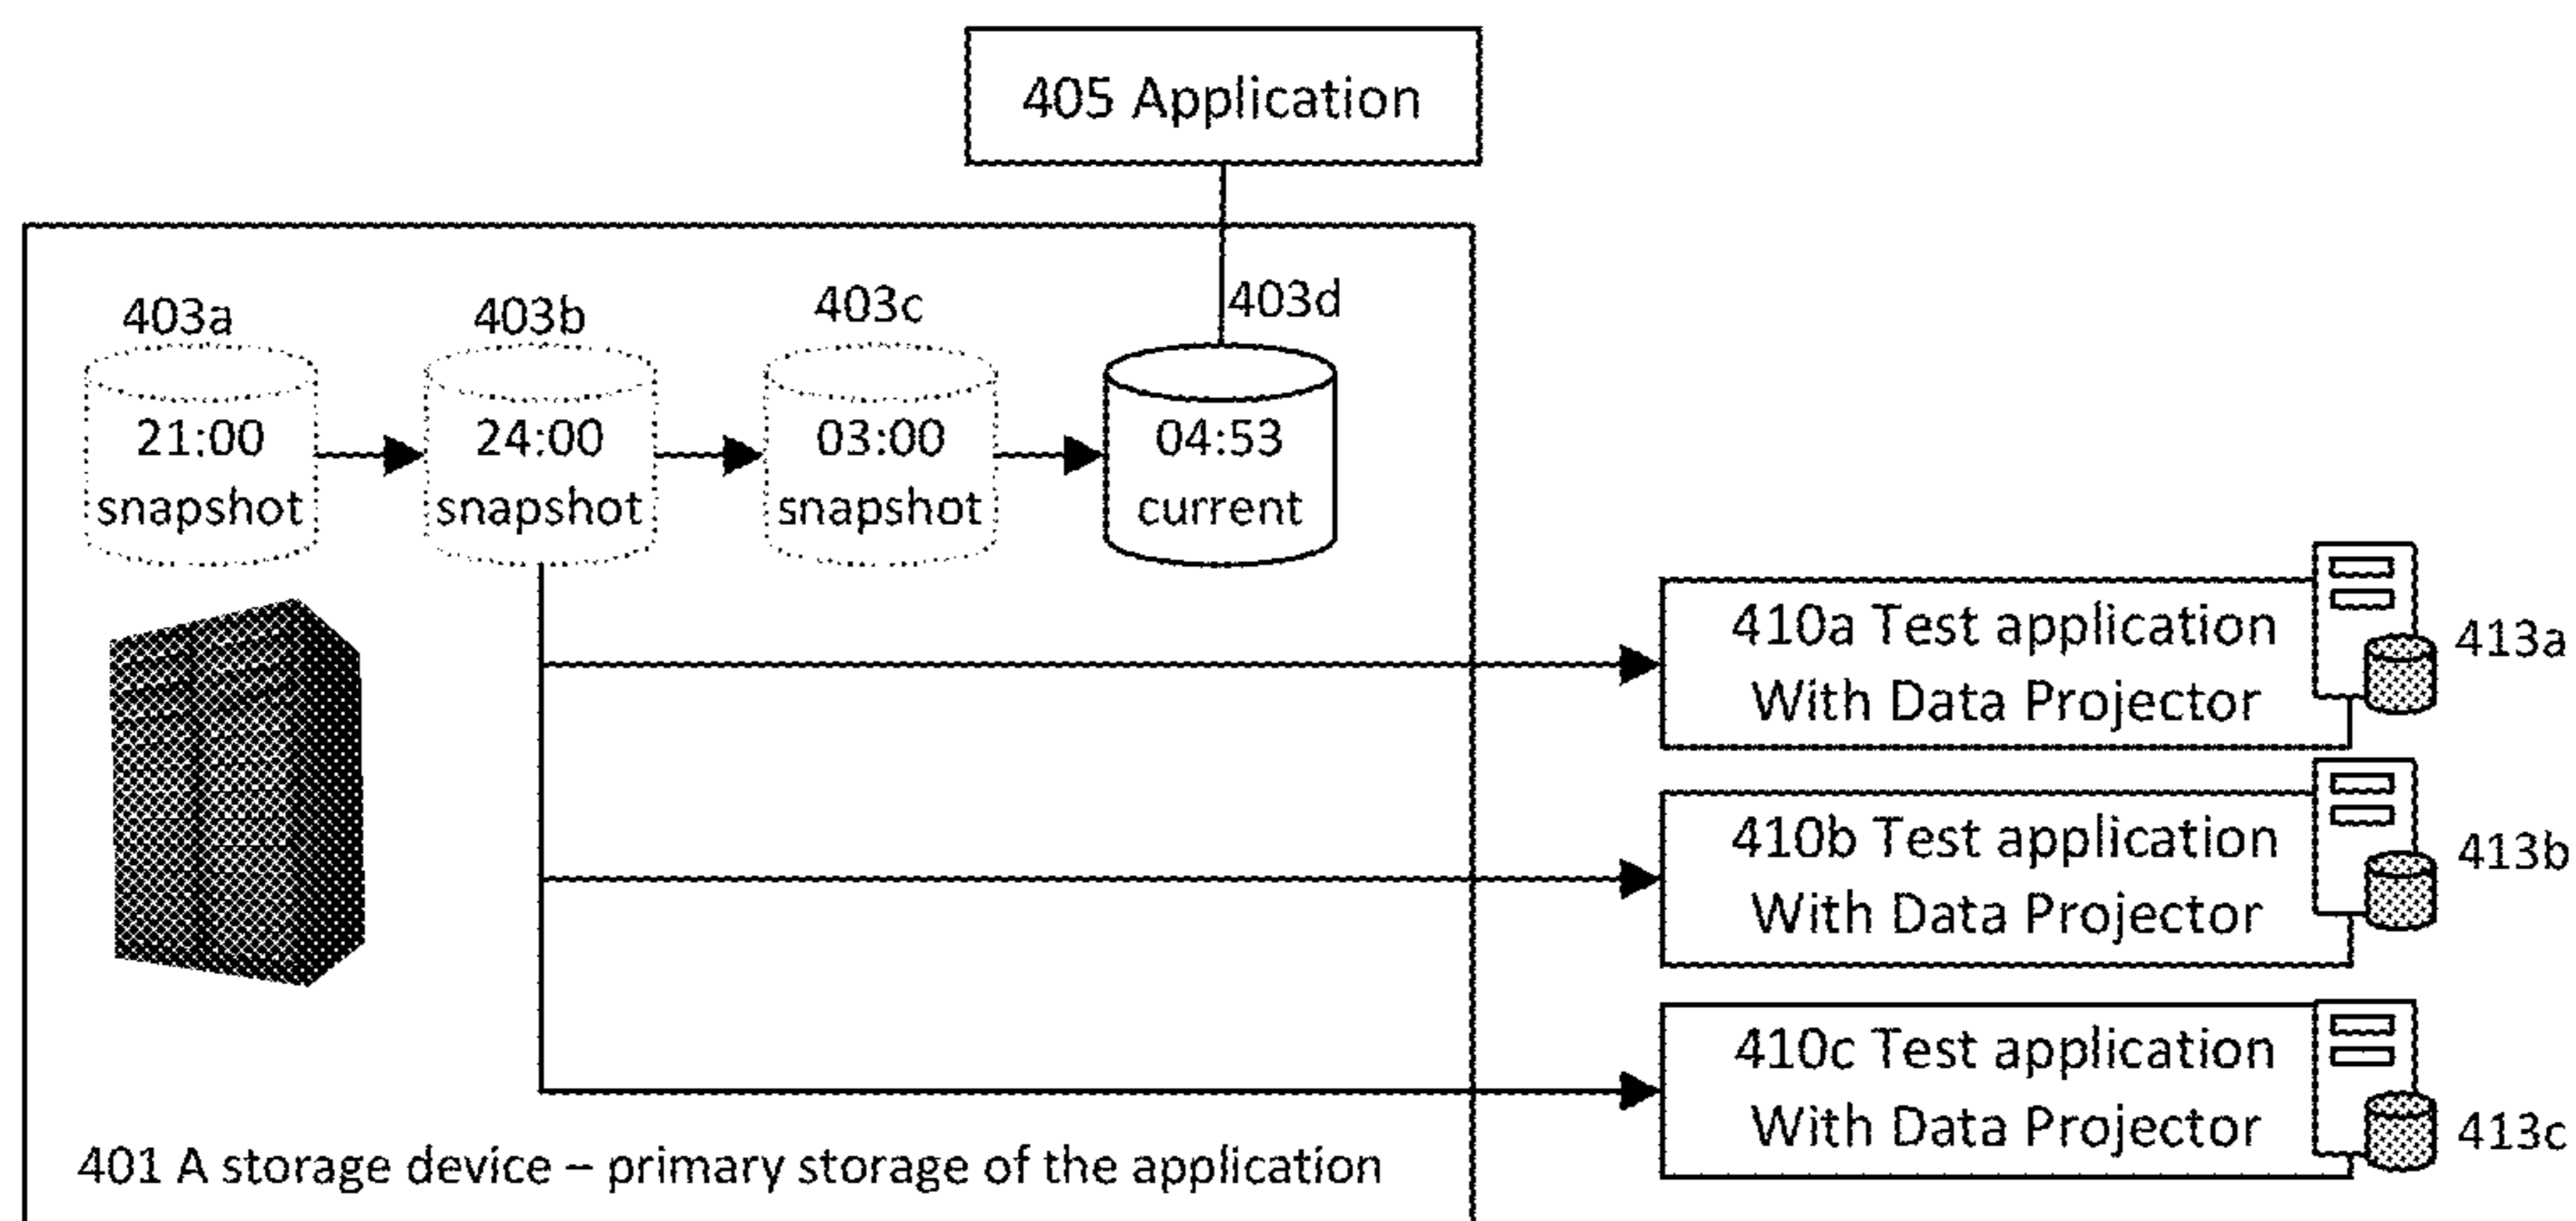 405 Application
403a
403b
403c
403d
21:00
snapshot
24:00
snapshot
03:00
snapshot
04:53
current
410a Test application
With Data Projector
413a
410b Test application
With Data Projector
413b
410c Test application
With Data Projector
413c
401 A storage device – primary storage of the application